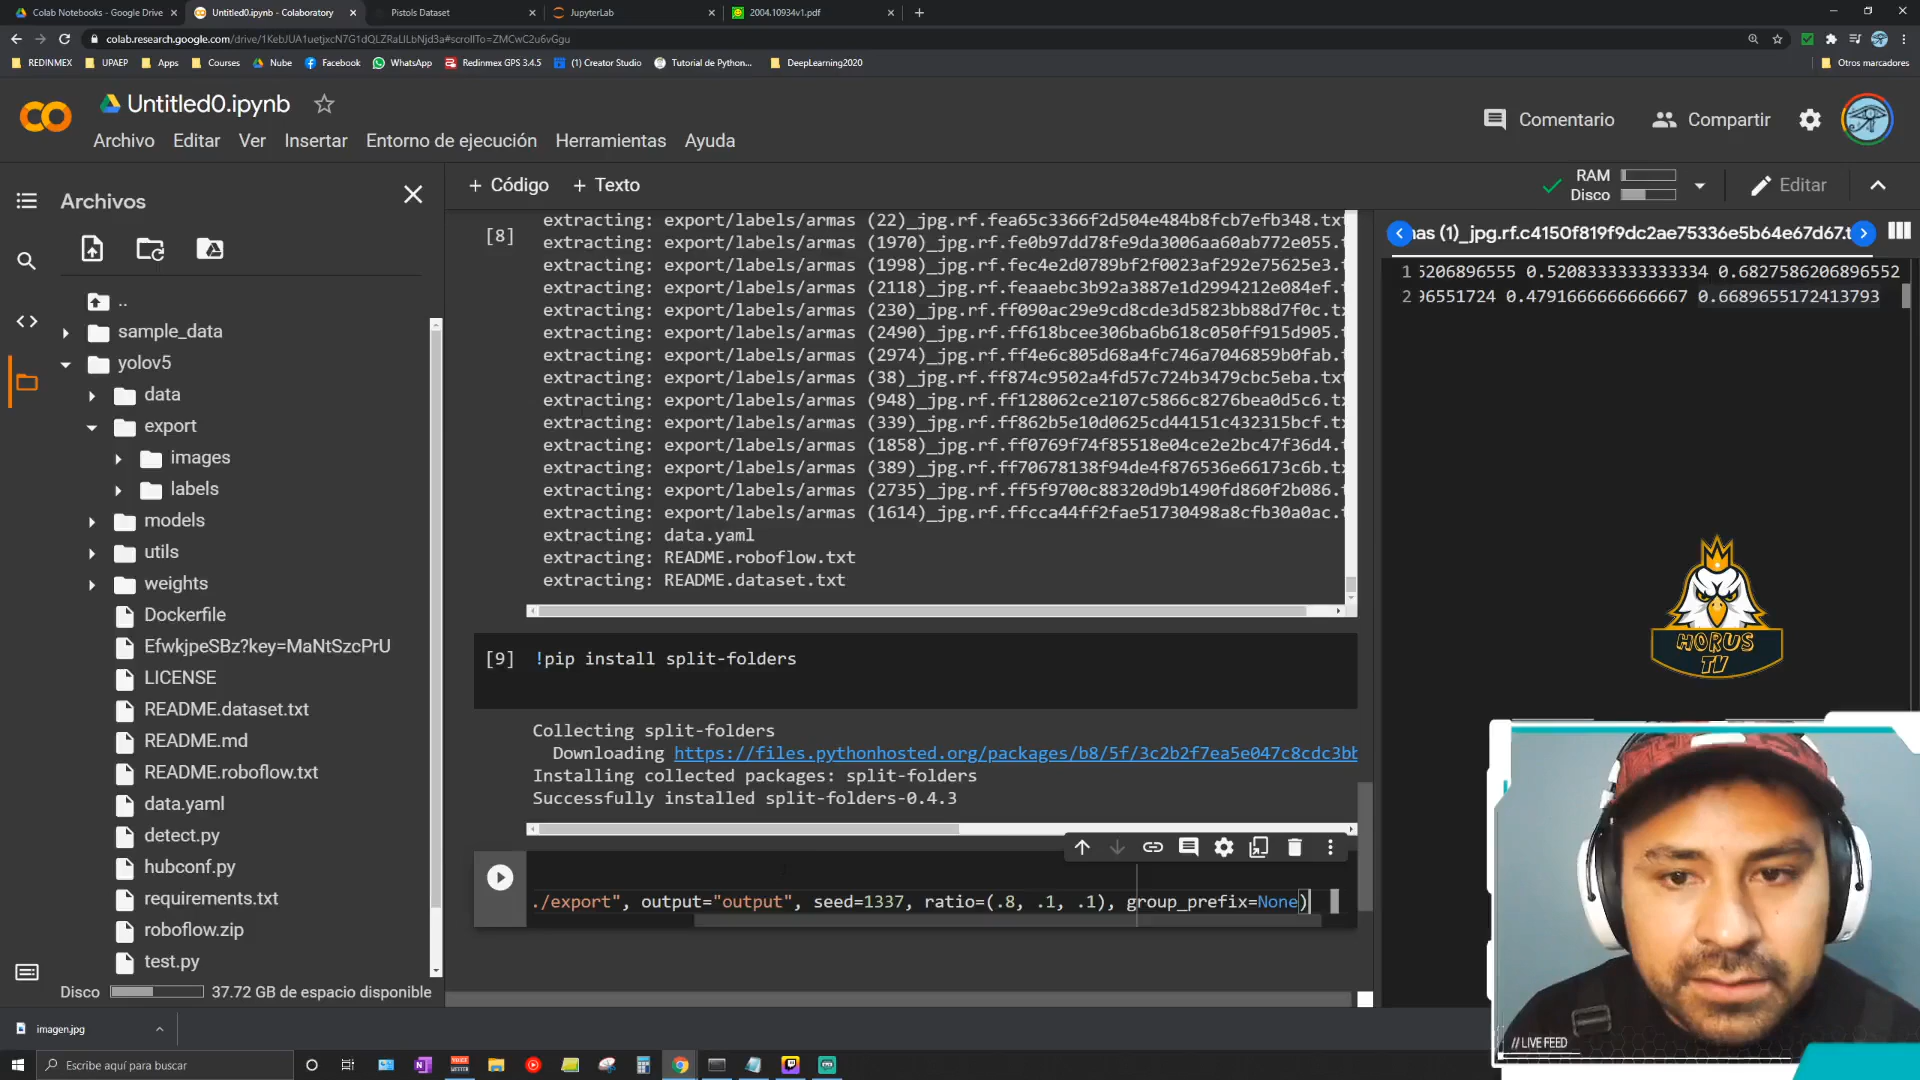 Colab Notebooks - Google Drive
Untitled0.ipynb - Colaboratory
Pistols Dataset
JupyterLab
2004.10934v1.pdf
colab.research.google.com/drive/1KebJUA1uetjxcN7G1dQLZRaLILbNjd3a#scrollTo=ZMCwC2u6vGgu
REDINMEX
UPAEP
Apps
Courses
Nube
Facebook
WhatsApp
Redinmex GPS 3.4.5
(1) Creator Studio
Tutorial de Python...
DeepLearning2020
Otros marcadores
Untitled0.ipynb
Comentario
Compartir
Archivo Editar Ver Insertar Entorno de ejecución Herramientas Ayuda
Archivos
+ Código + Texto
RAM
Disco
Editar
..
sample_data
yolov5
data
export
images
labels
models
utils
weights
Dockerfile
EfwkjpeSBz?key=MaNtSzcPrU
LICENSE
README.dataset.txt
README.md
README.roboflow.txt
data.yaml
detect.py
hubconf.py
requirements.txt
roboflow.zip
test.py
Disco 37.72 GB de espacio disponible
[8]
extracting: export/labels/armas (22)_jpg.rf.fea65c3366f2d504e484b8fcb7efb348.txt
extracting: export/labels/armas (1970)_jpg.rf.fe0b97dd78fe9da3006aa60ab772e055.
extracting: export/labels/armas (1998)_jpg.rf.fec4e2d0789bf2f0023af292e75625e3.
extracting: export/labels/armas (2118)_jpg.rf.feaaebc3b92a3887e1d2994212e084ef.
extracting: export/labels/armas (230)_jpg.rf.ff090ac29e9cd8cde3d5823bb88d7f0c.t
extracting: export/labels/armas (2490)_jpg.rf.ff618bcee306ba6b618c050ff915d905.
extracting: export/labels/armas (2974)_jpg.rf.ff4e6c805d68a4fc746a7046859b0fab.
extracting: export/labels/armas (38)_jpg.rf.ff874c9502a4fd57c724b3479cbc5eba.txt
extracting: export/labels/armas (948)_jpg.rf.ff128062ce2107c5866c8276bea0d5c6.t
extracting: export/labels/armas (339)_jpg.rf.ff862b5e10d0625cd44151c432315bcf.t
extracting: export/labels/armas (1858)_jpg.rf.ff0769f74f85518e04ce2e2bc47f36d4.
extracting: export/labels/armas (389)_jpg.rf.ff70678138f94de4f876536e66173c6b.t
extracting: export/labels/armas (2735)_jpg.rf.ff5f9700c88320d9b1490fd860f2b086.
extracting: export/labels/armas (1614)_jpg.rf.ffcca44ff2fae51730498a8cfb30a0ac.
extracting: data.yaml
extracting: README.roboflow.txt
extracting: README.dataset.txt
[9] !pip install split-folders
Collecting split-folders
Downloading https://files.pythonhosted.org/packages/b8/5f/3c2b2f7ea5e047c8cdc3bb
Installing collected packages: split-folders
Successfully installed split-folders-0.4.3
./export", output="output", seed=1337, ratio=(.8, .1, .1), group_prefix=None)
mas (1)_jpg.rf.c4150f819f9dc2ae75336e5b64e67d67.t
1 6206896555 0.5208333333333334 0.6827586206896552
2 96551724 0.4791666666666667 0.6689655172413793
HORUS
TV
// LIVE FEED
imagen.jpg
Escribe aquí para buscar